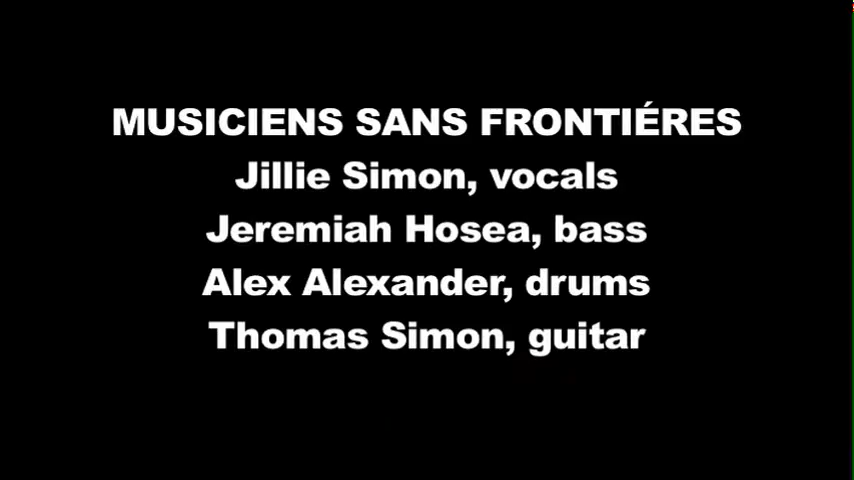 MUSICIENS SANS FRONTIÉRES
Jillie Simon, vocals
Jeremiah Hosea, bass
Alex Alexander, drums
Thomas Simon, guitar